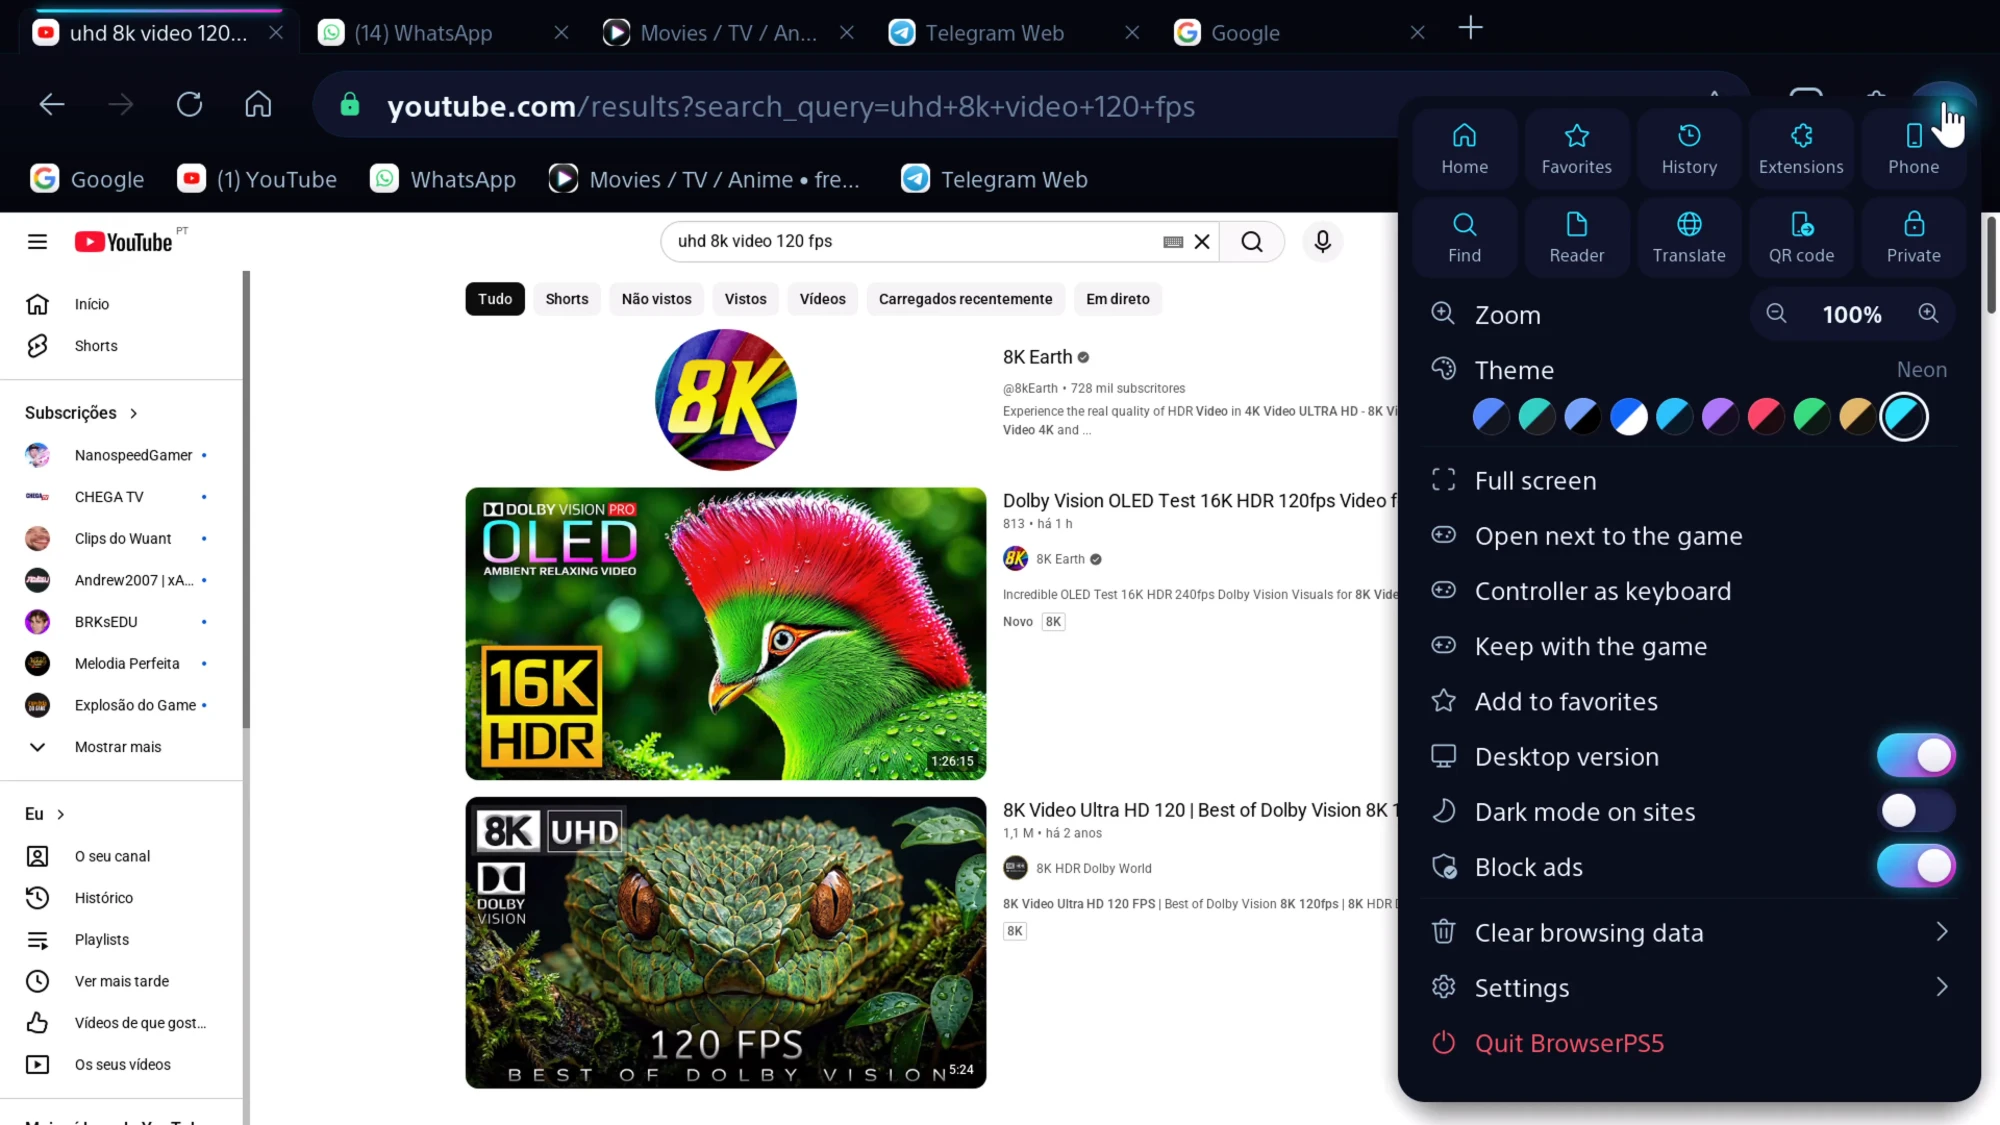 uhd 8k video 120...
(14) WhatsApp
Movies / TV / An...
Telegram Web
Google
youtube.com/results?search_query=uhd+8k+video+120+fps
Google
(1) YouTube
WhatsApp
Movies / TV / Anime • fre...
Telegram Web
YouTube PT
uhd 8k video 120 fps
Início
Shorts
Subscrições
NanospeedGamer
CHEGA TV
Clips do Wuant
Andrew2007 | xA...
BRKsEDU
Melodia Perfeita
Explosão do Game
Mostrar mais
Eu
O seu canal
Histórico
Playlists
Ver mais tarde
Vídeos de que gost...
Os seus vídeos
Tudo
Shorts
Não vistos
Vistos
Vídeos
Carregados recentemente
Em direto
8K
8K Earth
@8kEarth • 728 mil subscritores
Experience the real quality of HDR Video in 4K Video ULTRA HD - 8K Vi
Video 4K and ...
DOLBY VISION PRO
OLED
AMBIENT RELAXING VIDEO
16K
HDR
1:26:15
Dolby Vision OLED Test 16K HDR 120fps Video f
813 • há 1 h
8K Earth
Incredible OLED Test 16K HDR 240fps Dolby Vision Visuals for 8K Vide
Novo 8K
8K UHD
DOLBY
VISION
120 FPS
BEST OF DOLBY VISION
5:24
8K Video Ultra HD 120 | Best of Dolby Vision 8K 1
1,1 M • há 2 anos
8K HDR Dolby World
8K Video Ultra HD 120 FPS | Best of Dolby Vision 8K 120fps | 8K HDR D
8K
Home
Favorites
History
Extensions
Phone
Find
Reader
Translate
QR code
Private
Zoom
100%
Theme
Neon
Full screen
Open next to the game
Controller as keyboard
Keep with the game
Add to favorites
Desktop version
Dark mode on sites
Block ads
Clear browsing data
Settings
Quit BrowserPS5